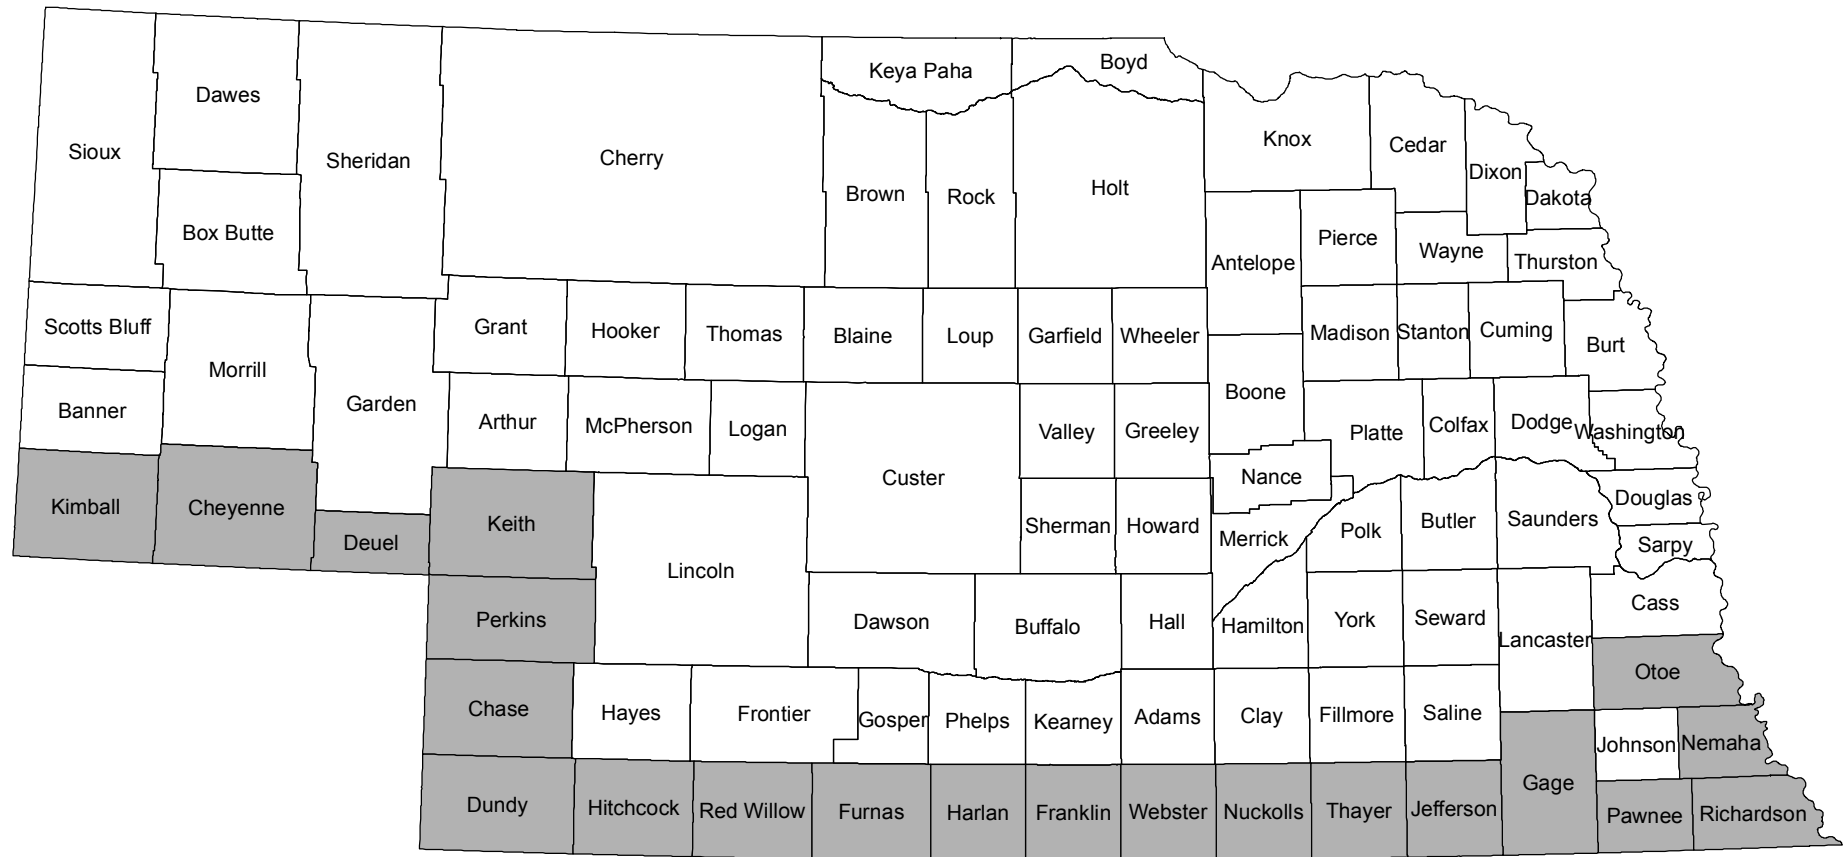 Keya Paha
Boyd
Dawes
Sioux
Sheridan
Cherry
Knox
Cedar
Dixon
Dakota
Brown
Rock
Holt
Box Butte
Pierce
Wayne
Antelope
Thurston
Scotts Bluff
Grant
Hooker
Thomas
Blaine
Loup
Garfield
Wheeler
Madison
Stanton
Cuming
Burt
Morrill
Banner
Garden
Boone
Arthur
McPherson
Logan
Valley
Greeley
Platte
Colfax
Dodge
Washington
Custer
Nance
Kimball
Cheyenne
Keith
Deuel
Sherman
Howard
Merrick
Polk
Butler
Saunders
Douglas
Sarpy
Lincoln
Perkins
Dawson
Buffalo
Hall
Hamilton
York
Seward
Lancaster
Cass
Otoe
Chase
Hayes
Frontier
Gosper
Phelps
Kearney
Adams
Clay
Fillmore
Saline
Johnson
Nemaha
Dundy
Hitchcock
Red Willow
Furnas
Harlan
Franklin
Webster
Nuckolls
Thayer
Jefferson
Gage
Pawnee
Richardson